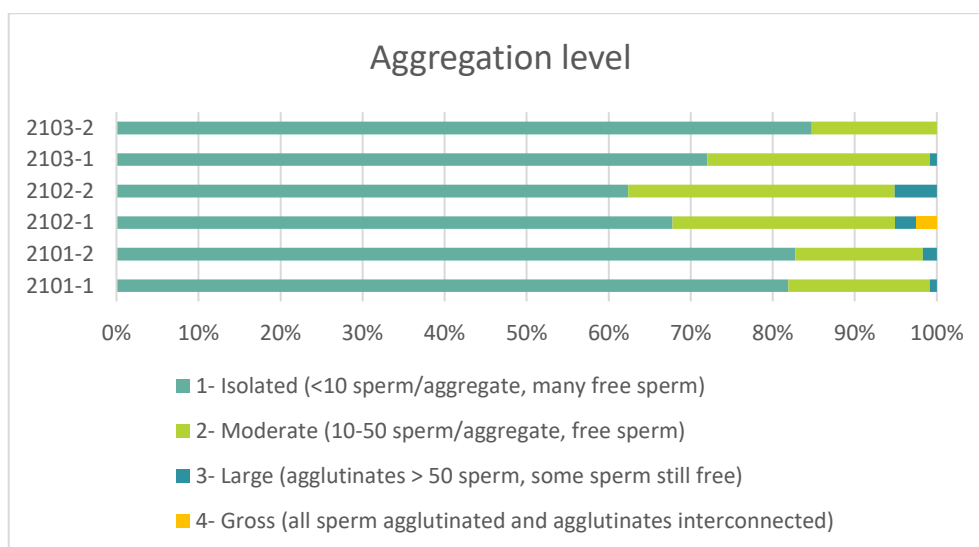 Aggregation level
2103-2
2103-1
2102-2
2102-1
2101-2
2101-1
0% 10% 20% 30% 40% 50% 60% 70% 80% 90% 100%
1- Isolated (<10 sperm/aggregate, many free sperm)
2- Moderate (10-50 sperm/aggregate, free sperm)
3- Large (agglutinates > 50 sperm, some sperm still free)
4- Gross (all sperm agglutinated and agglutinates interconnected)